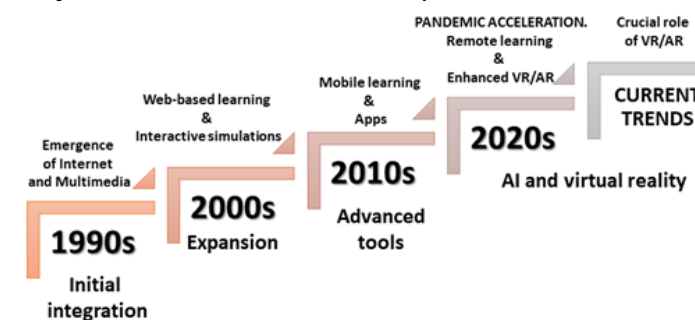 Emergence
of Internet
and Multimedia
1990s
Initial
integration
Web-based learning
&
Interactive simulations
2000s
Expansion
Mobile learning
&
Apps
2010s
Advanced
tools
PANDEMIC ACCELERATION.
Remote learning
&
Enhanced VR/AR
2020s
AI and virtual reality
Crucial role
of VR/AR
CURRENT
TRENDS